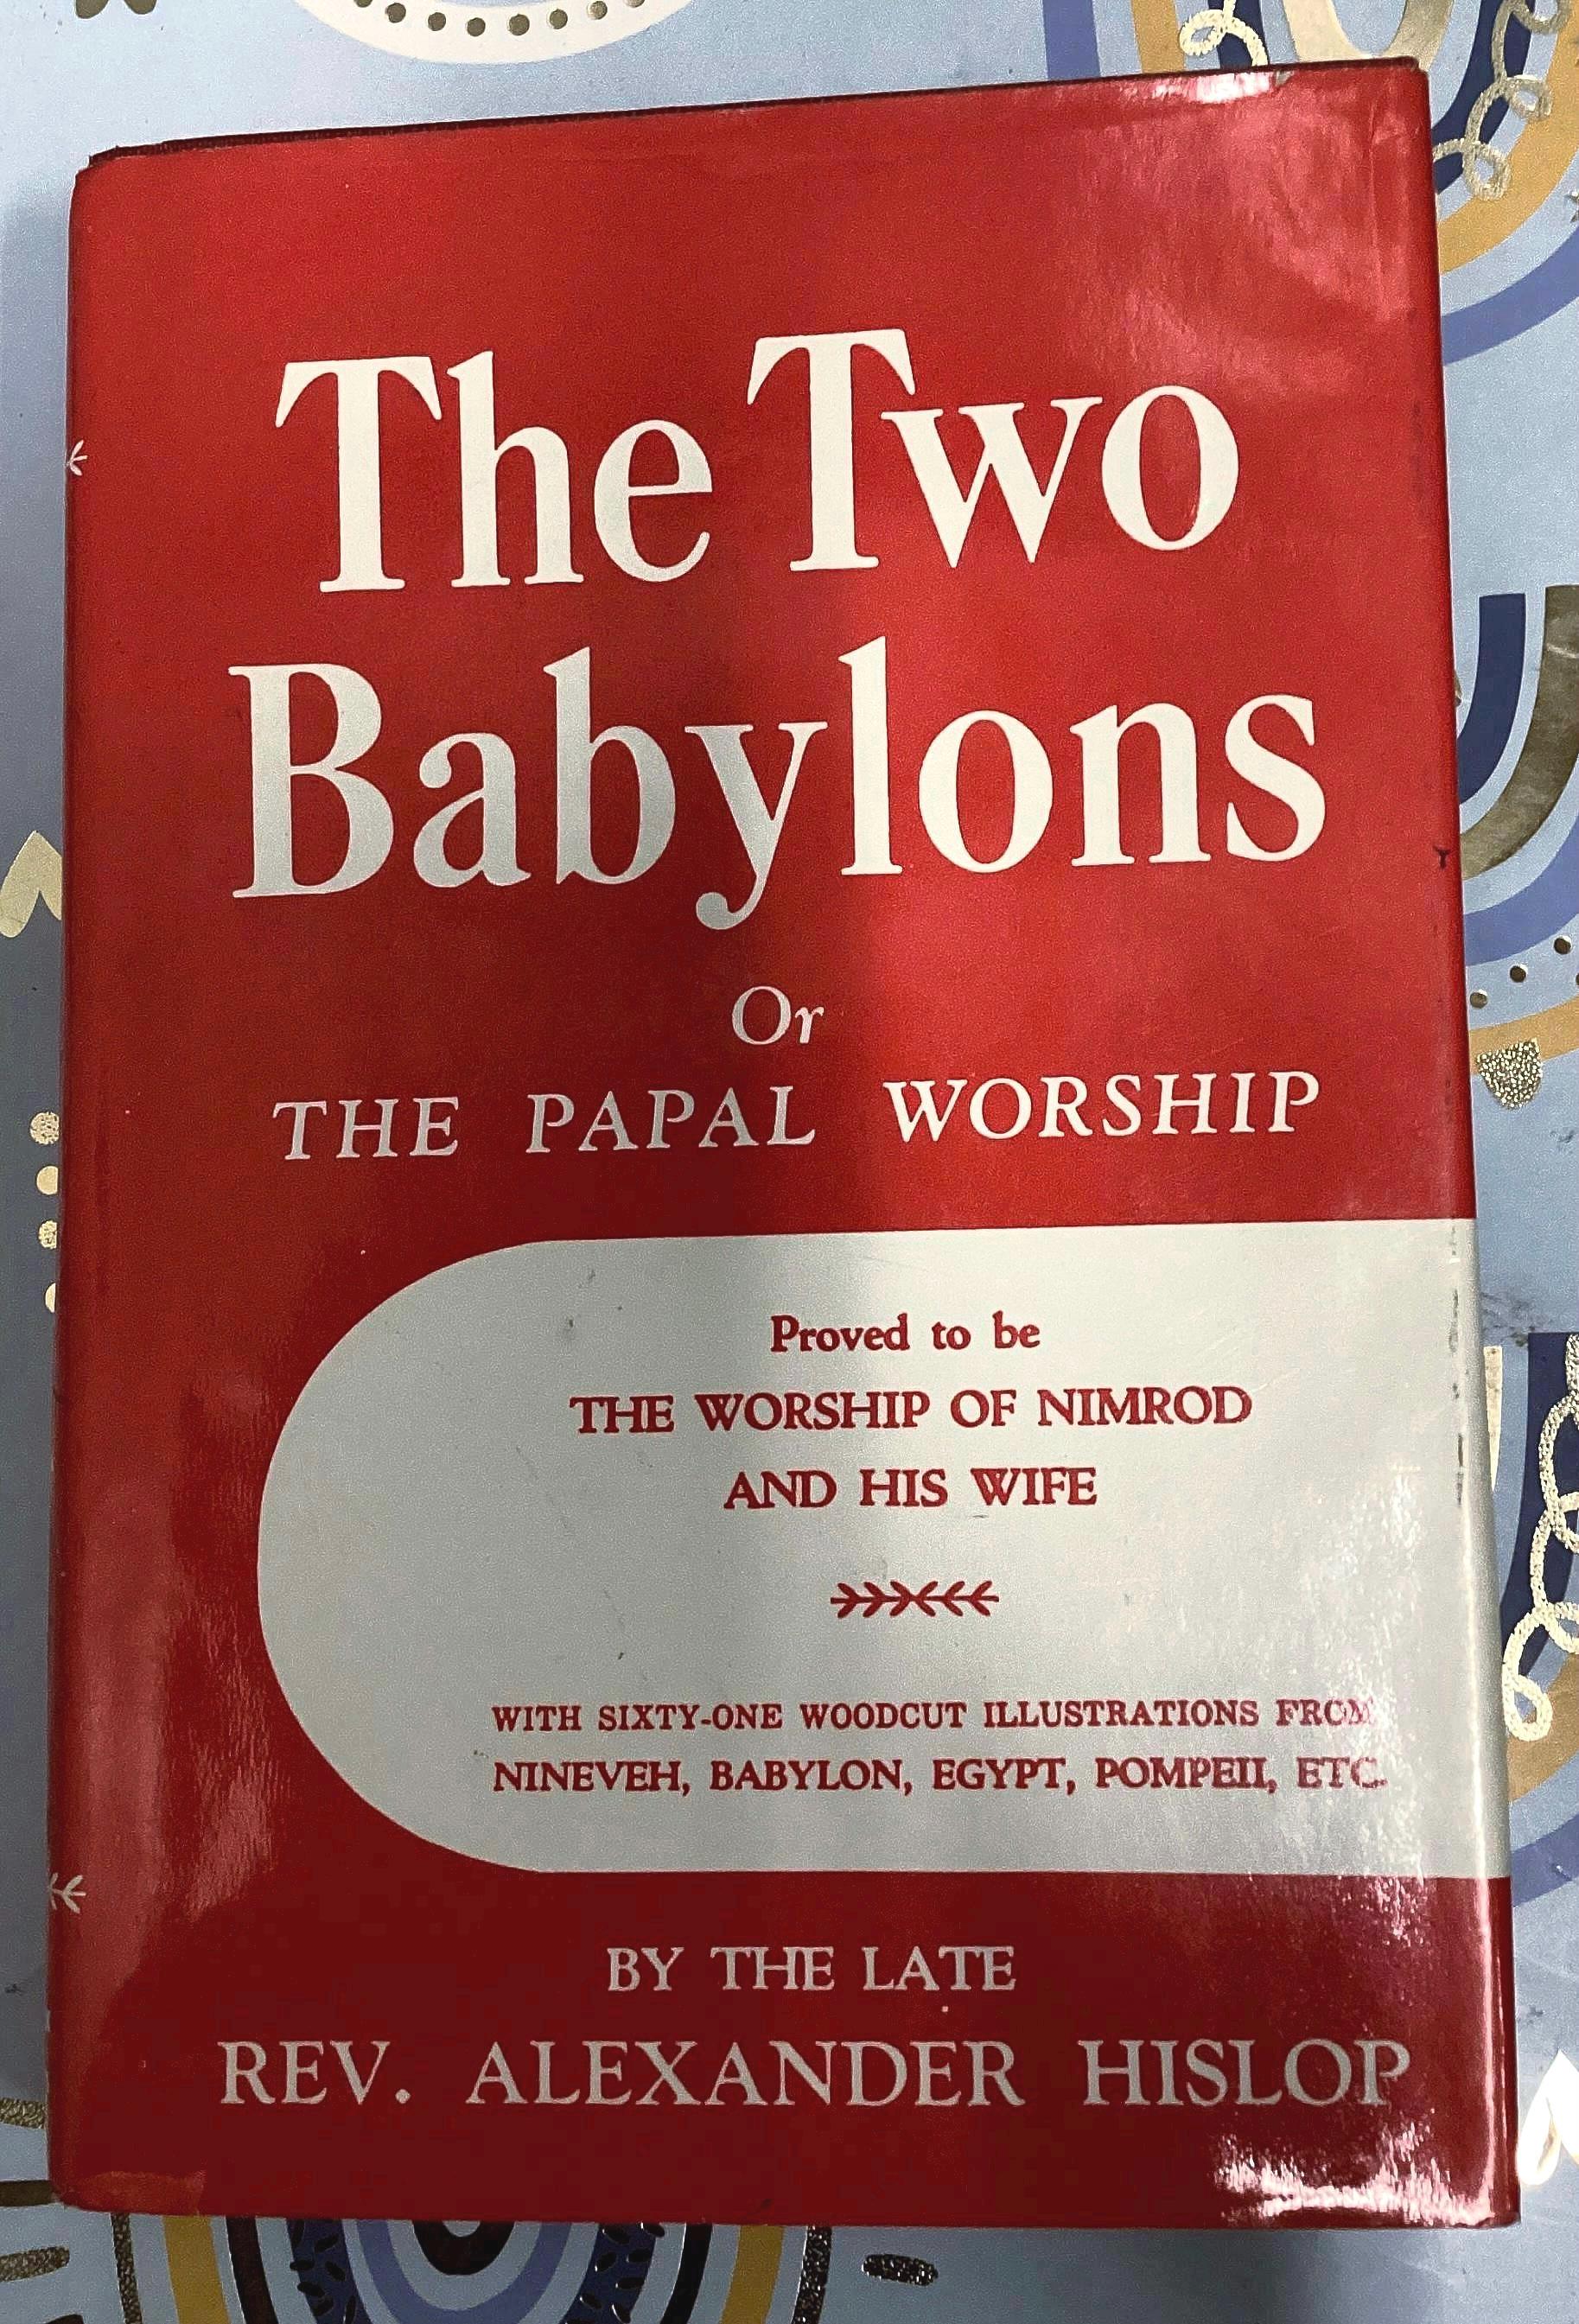 The Two
Babylons
Or
THE PAPAL WORSHIP
Proved to be
THE WORSHIP OF NIMROD
AND HIS WIFE
WITH SIXTY-ONE WOODCUT ILLUSTRATIONS FROM
NINEVEH, BABYLON, EGYPT, POMPEII, ETC.
BY THE LATE
REV. ALEXANDER HISLOP